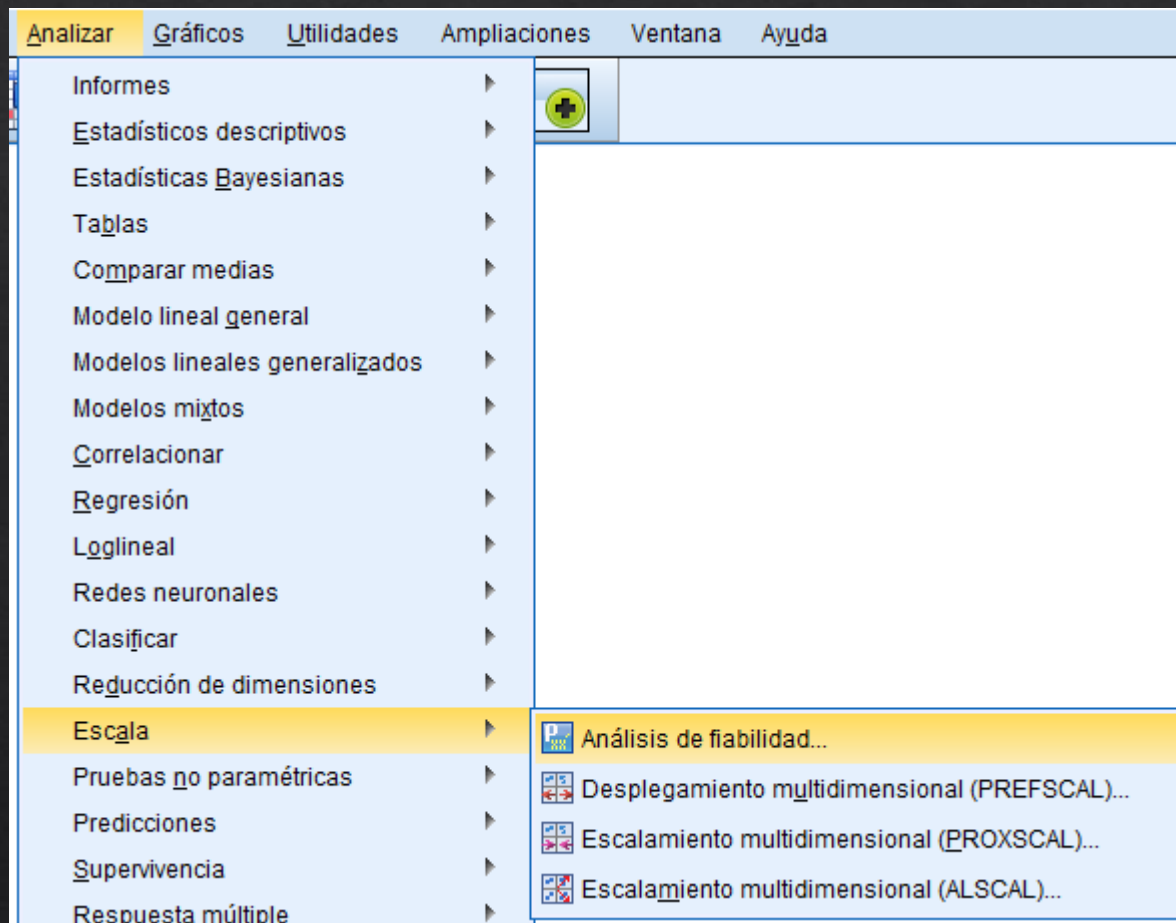 Analizar Gráficos Utilidades Ampliaciones Ventana Ayuda
Informes
Estadísticos descriptivos
Estadísticas Bayesianas
Tablas
Comparar medias
Modelo lineal general
Modelos lineales generalizados
Modelos mixtos
Correlacionar
Regresión
Loglineal
Redes neuronales
Clasificar
Reducción de dimensiones
Escala
Pruebas no paramétricas
Predicciones
Supervivencia
Respuesta múltiple
Análisis de fiabilidad...
Desplegamiento multidimensional (PREFSCAL)...
Escalamiento multidimensional (PROXSCAL)...
Escalamiento multidimensional (ALSCAL)...